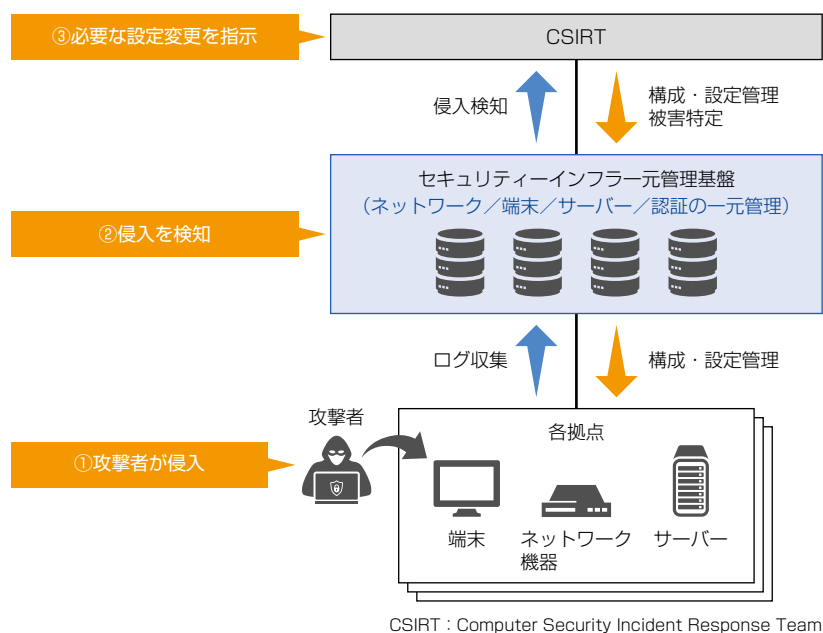 ③必要な設定変更を指示
CSIRT
侵入検知
構成・設定管理
被害特定
セキュリティーインフラ一元管理基盤
（ネットワーク／端末／サーバー／認証の一元管理）
②侵入を検知
ログ収集
構成・設定管理
攻撃者
各拠点
①攻撃者が侵入
端末
ネットワーク
機器
サーバー
CSIRT：Computer Security Incident Response Team